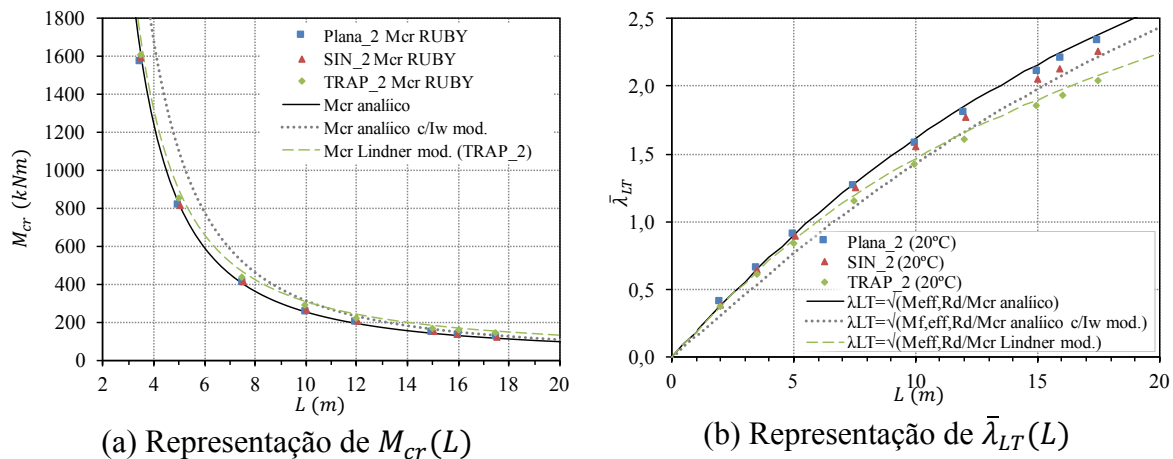 1800
1600
1400
1200
1000
800
600
400
200
0
M_cr (kNm)
Plana_2 Mcr RUBY
SIN_2 Mcr RUBY
TRAP_2 Mcr RUBY
Mcr analíico
Mcr analíico c/Iw mod.
Mcr Lindner mod. (TRAP_2)
2 4 6 8 10 12 14 16 18 20
L (m)
(a) Representação de M_cr(L)
2,5
2,0
1,5
1,0
0,5
0,0
λ̄_LT
Plana_2 (20ºC)
SIN_2 (20ºC)
TRAP_2 (20ºC)
λLT=√(Meff,Rd/Mcr analíico)
λLT=√(Mf,eff,Rd/Mcr analíico c/Iw mod.)
λLT=√(Meff,Rd/Mcr Lindner mod.)
0 5 10 15 20
L (m)
(b) Representação de λ̄_LT(L)